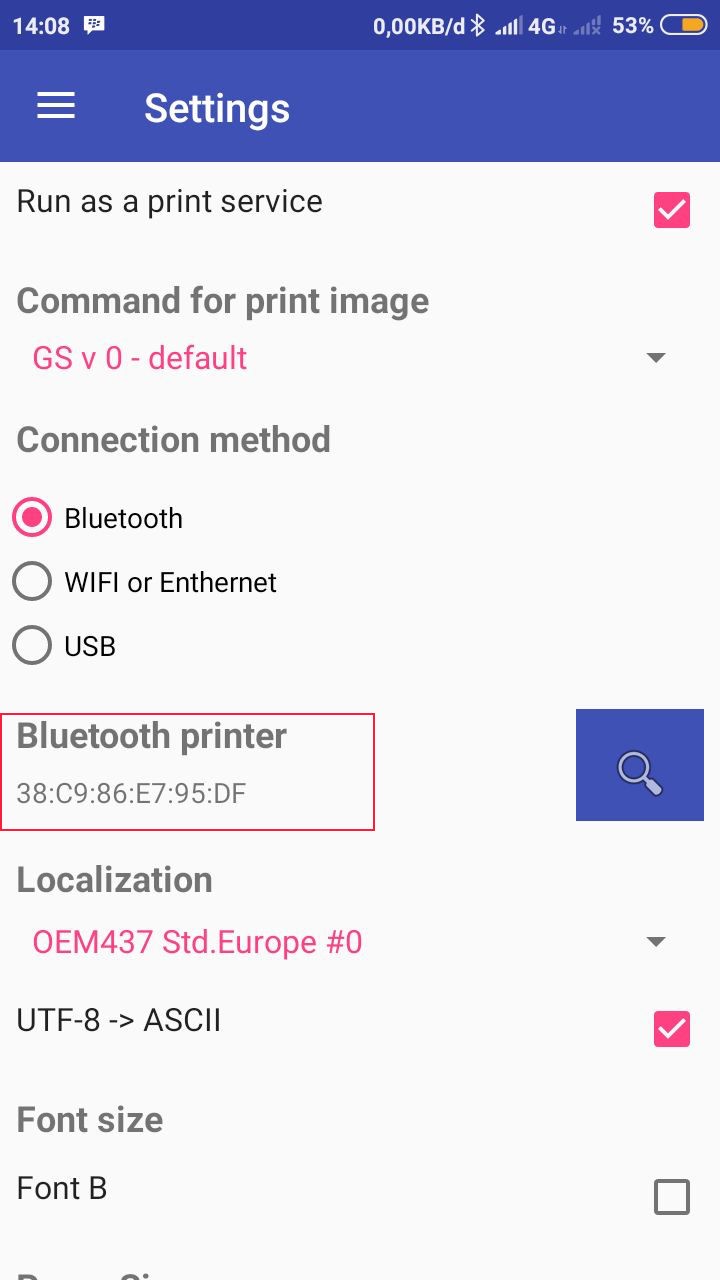 14:08 0,00KB/d 4G 53%
Settings
Run as a print service
Command for print image
GS v 0 - default
Connection method
Bluetooth
WIFI or Enthernet
USB
Bluetooth printer
38:C9:86:E7:95:DF
Localization
OEM437 Std.Europe #0
UTF-8 -> ASCII
Font size
Font B